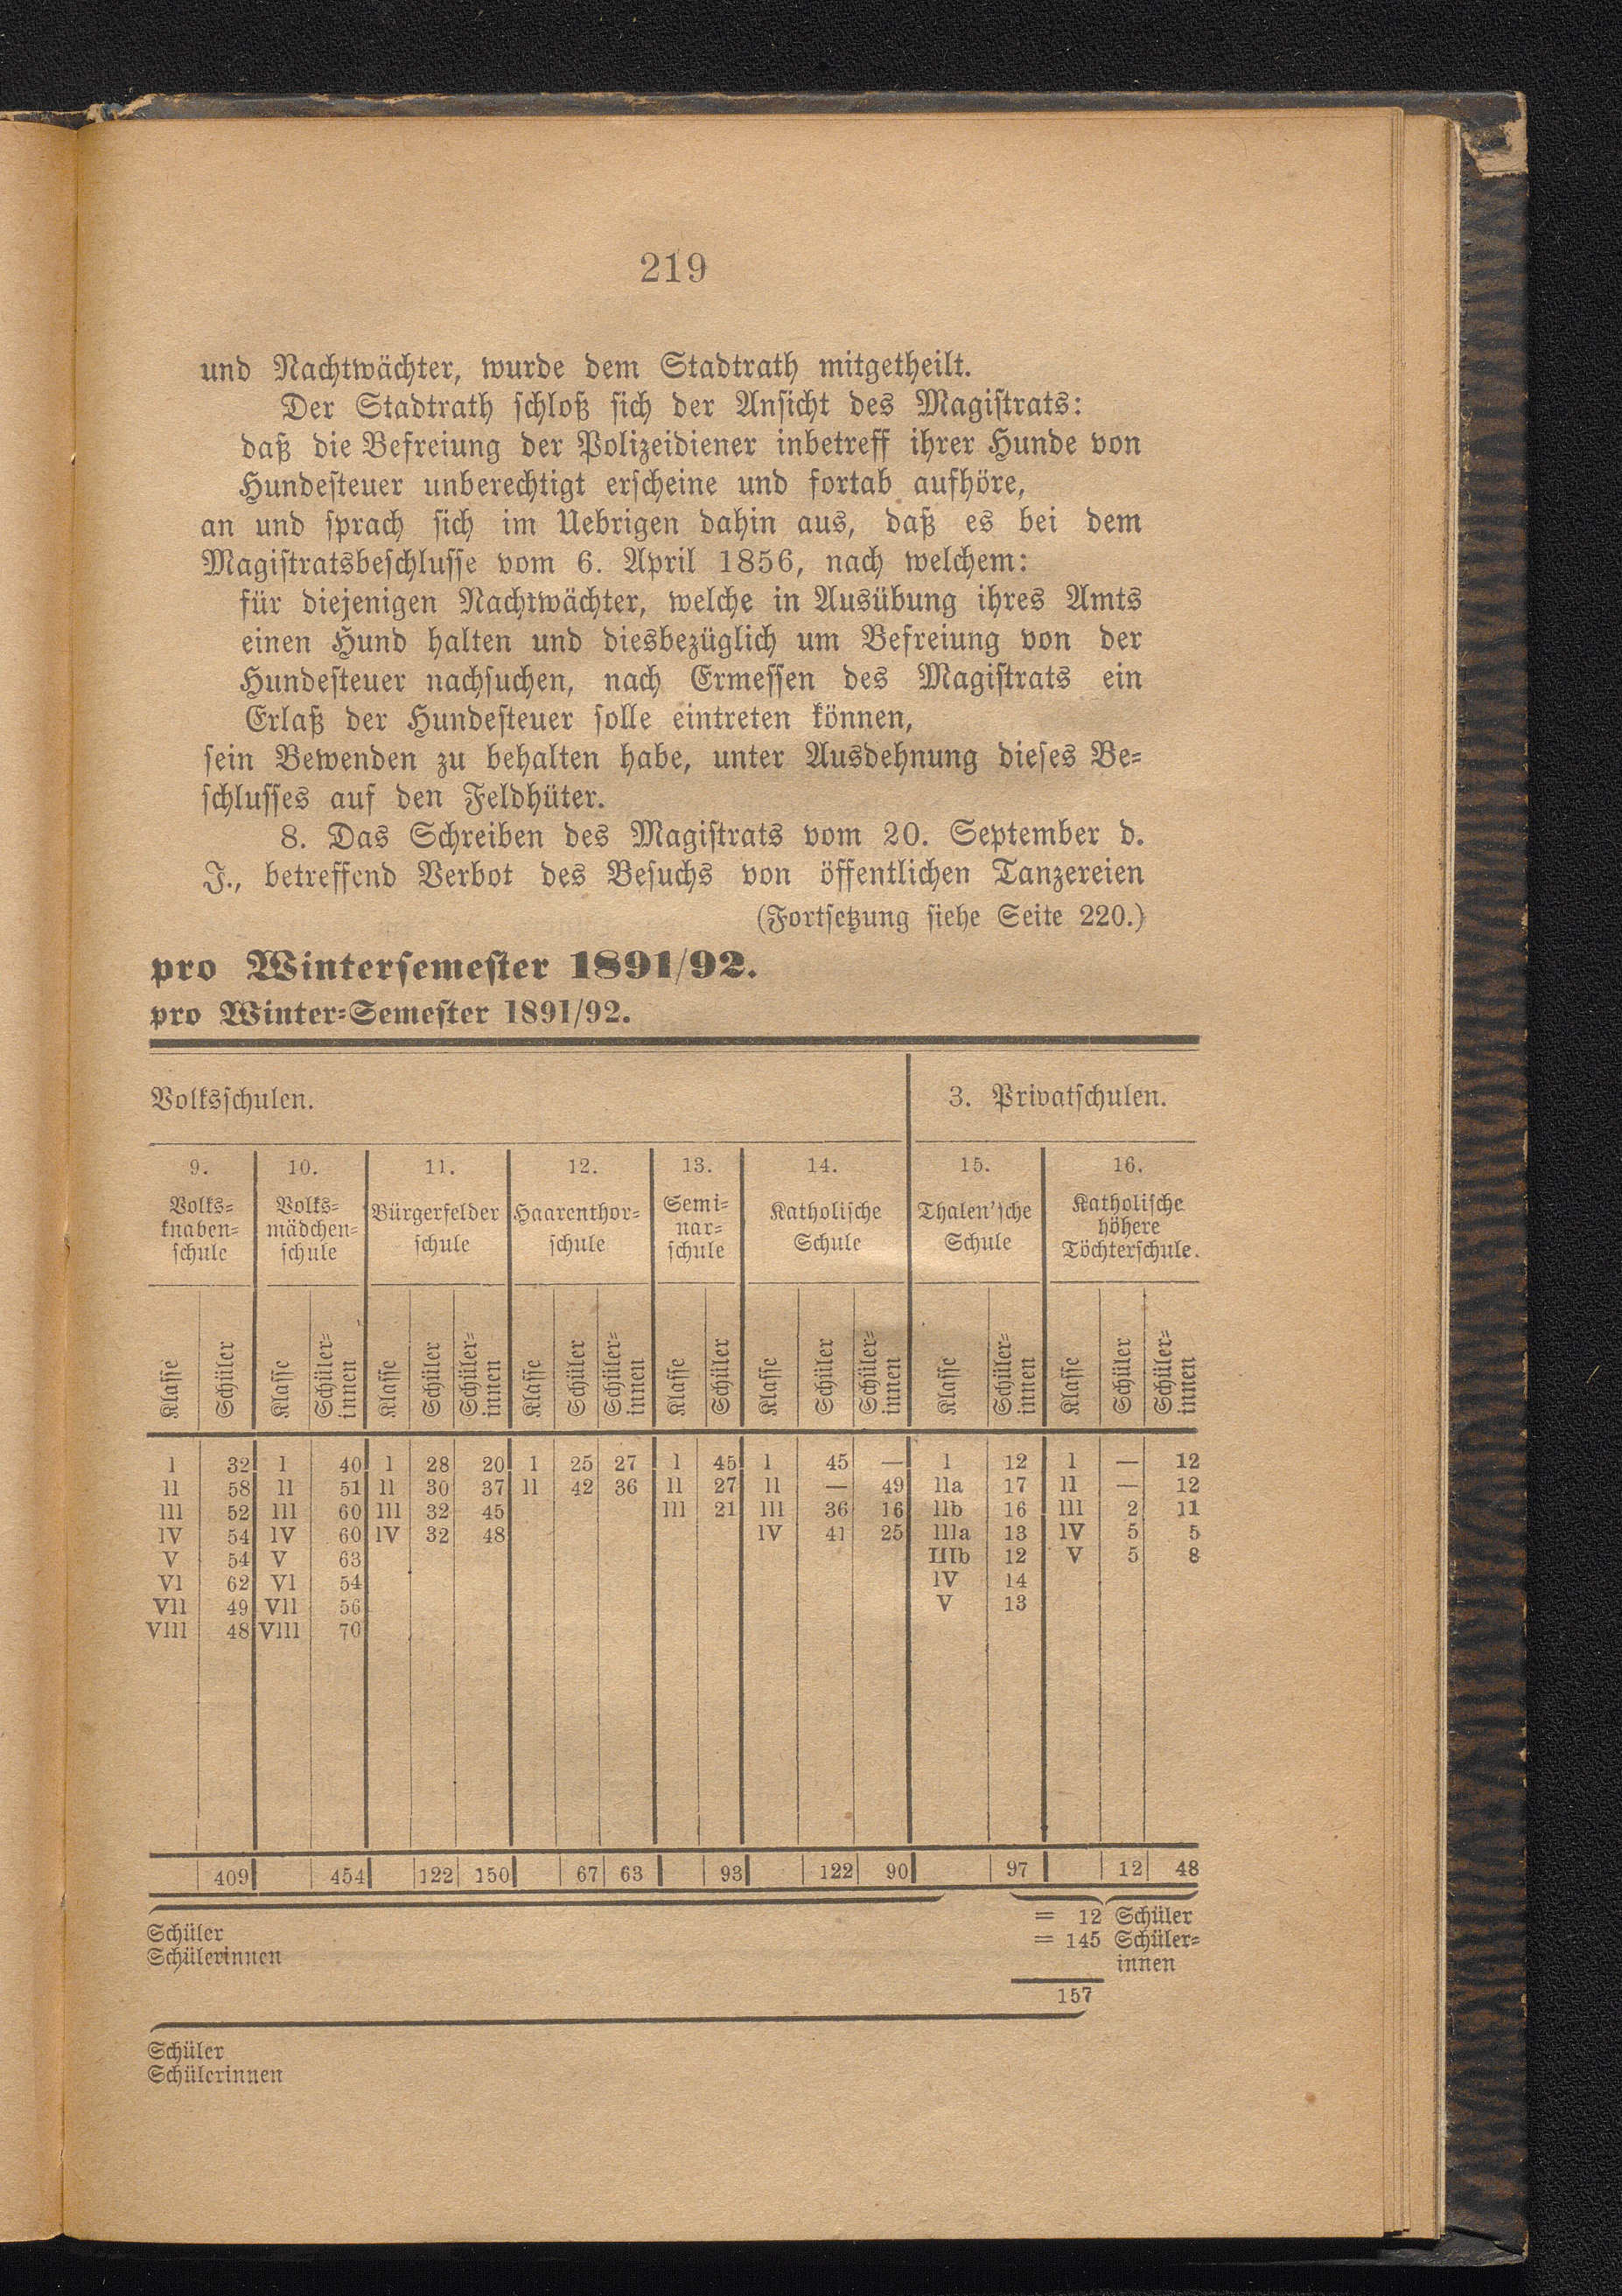 219
und Nachtwächter, wurde dem Stadtrath mitgetheilt.
Der Stadtrath schloß sich der Ansicht des Magistrats:
daß die Befreiung der Polizeidiener inbetreff ihrer Hunde von
Hundesteuer unberechtigt erscheine und fortab aufhöre,
an und sprach sich im Uebrigen dahin aus, daß es bei dem
Magistratsbeschlusse vom 6. April 1856, nach welchem:
für diejenigen Nachtwächter, welche in Ausübung ihres Amts
einen Hund halten und diesbezüglich um Befreiung von der
Hundesteuer nachsuchen, nach Ermessen des Magistrats ein
Erlaß der Hundesteuer solle eintreten können,
sein Bewenden zu behalten habe, unter Ausdehnung dieses Be-
schlusses auf den Feldhüter.
8. Das Schreiben des Magistrats vom 20. September d.
J., betreffend Verbot des Besuchs von öffentlichen Tanzereien
(Fortsetzung siehe Seite 220.)
pro Wintersemester 1891/92.
pro Winter-Semester 1891/92.
Volksschulen. 3. Privatschulen.
9. 10. 11. 12. 13. 14. 15. 16.
Volks- Volks- Bürgerfelder Haarenthor- Semi- Katholische Thalen'sche Katholische
knaben- mädchen- schule schule nar- Schule Schule höhere
schule schule schule Töchterschule.
Klasse Schüler Klasse Schüler- Klasse Schüler Schüler- Klasse Schüler Schüler- Klasse Schüler Klasse Schüler Schüler- Klasse Schüler- Klasse Schüler Schüler-
innen innen innen innen innen innen
I 32 I 40 I 28 20 I 25 27 I 45 I 45 — I 12 I — 12
II 58 II 51 II 30 37 II 42 36 II 27 II — 49 IIa 17 II — 12
III 52 III 60 III 32 45 III 21 III 36 16 IIb 16 III 2 11
IV 54 IV 60 IV 32 48 IV 41 25 IIIa 13 IV 5 5
V 54 V 63 IIIb 12 V 5 8
VI 62 VI 54 IV 14
VII 49 VII 56 V 13
VIII 48 VIII 70
409 454 122 150 67 63 93 122 90 97 12 48
= 12 Schüler
Schüler
= 145 Schüler-
Schülerinnen
innen
157
Schüler
Schülerinnen